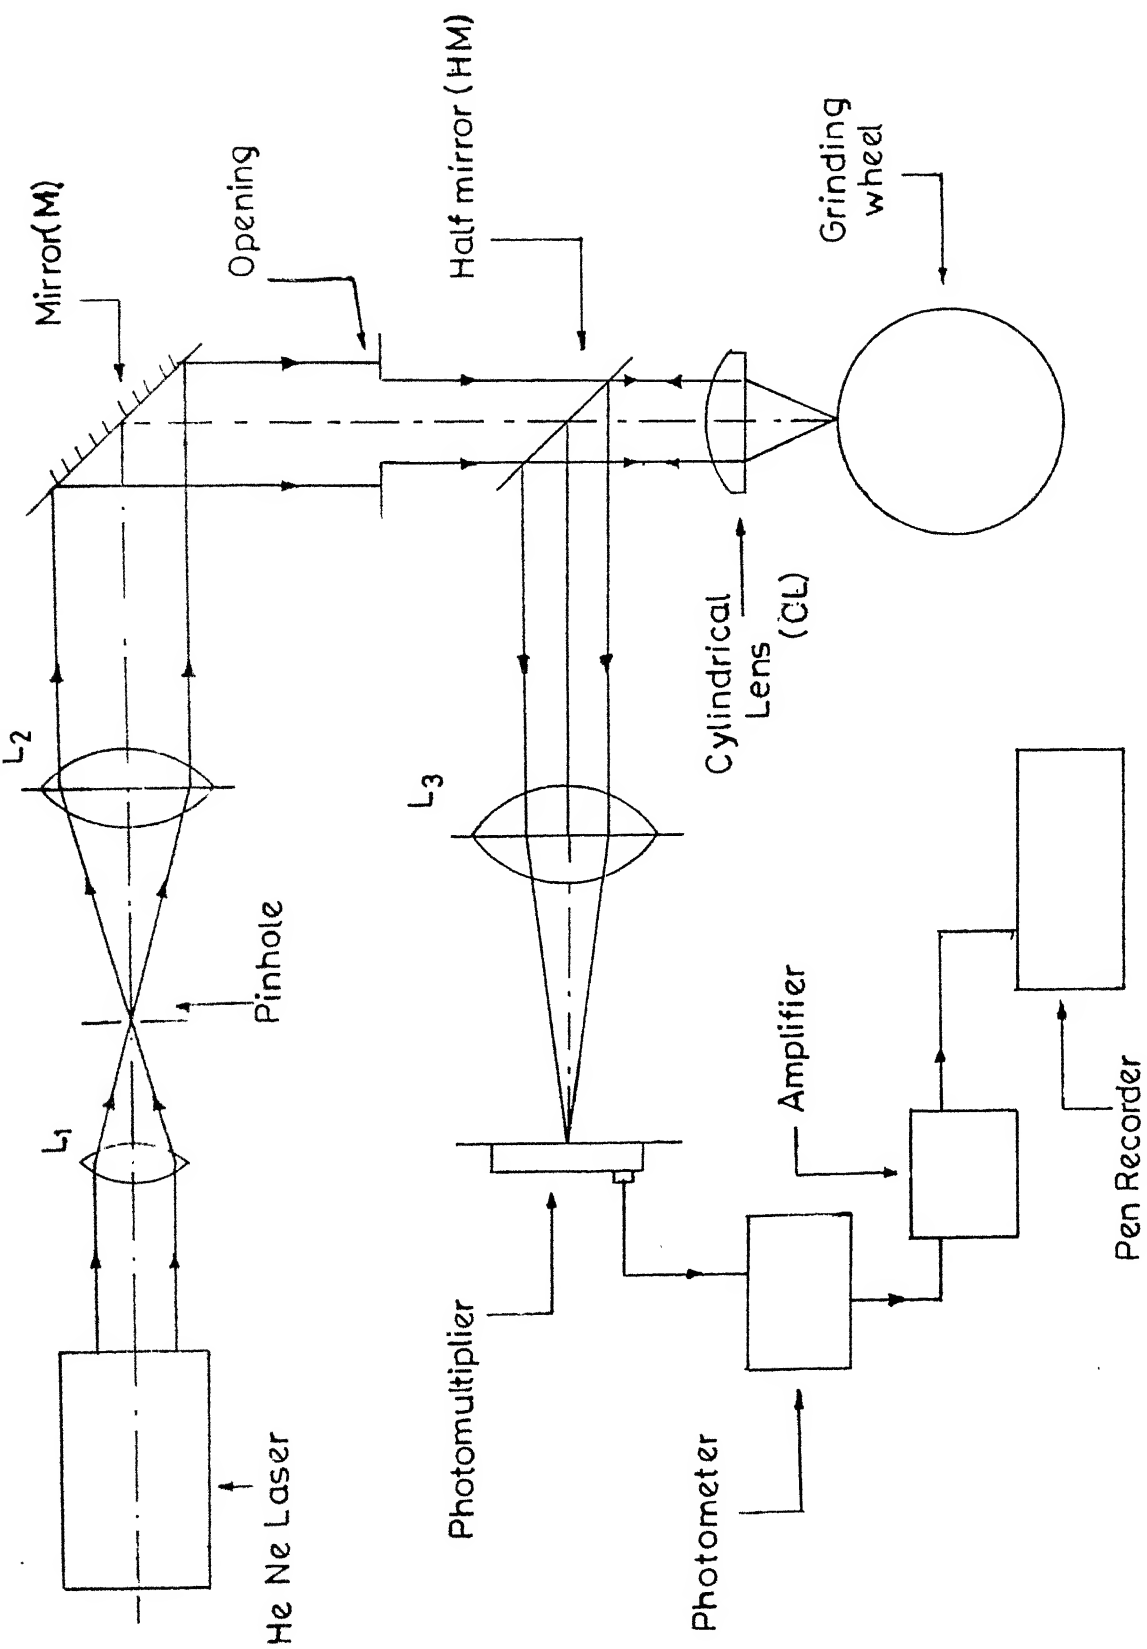 He Ne Laser
L1
Pinhole
L2
Mirror(M)
Opening
Half mirror (HM)
L3
Cylindrical
Lens
(CL)
Grinding
wheel
Photomultiplier
Photometer
Amplifier
Pen Recorder